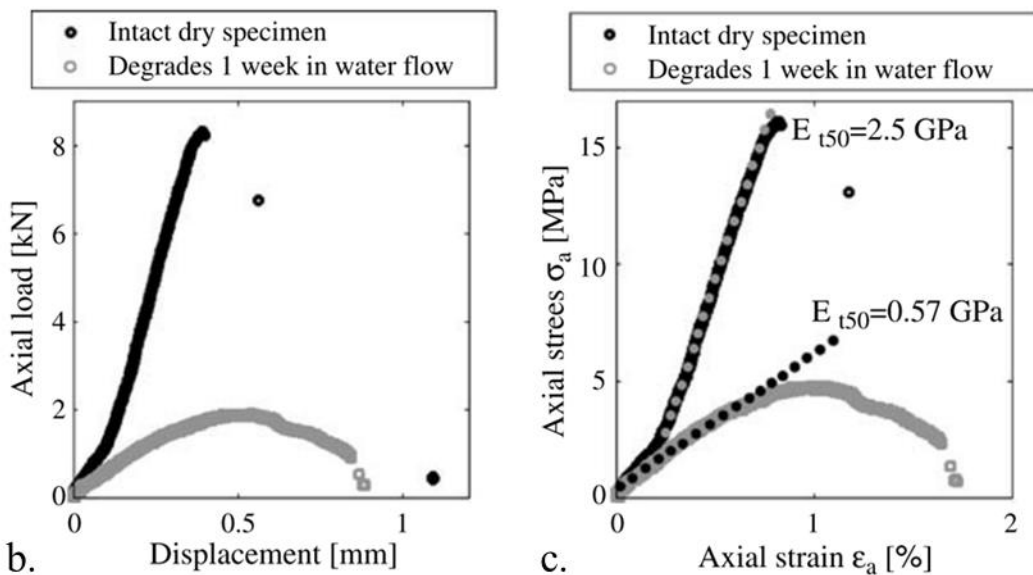 Intact dry specimen
Degrades 1 week in water flow
8
6
4
2
0
0
0.5
1
Axial load [kN]
Displacement [mm]
b.
Intact dry specimen
Degrades 1 week in water flow
E t50=2.5 GPa
E t50=0.57 GPa
15
10
5
0
0
1
2
Axial strees σa [MPa]
Axial strain εa [%]
c.